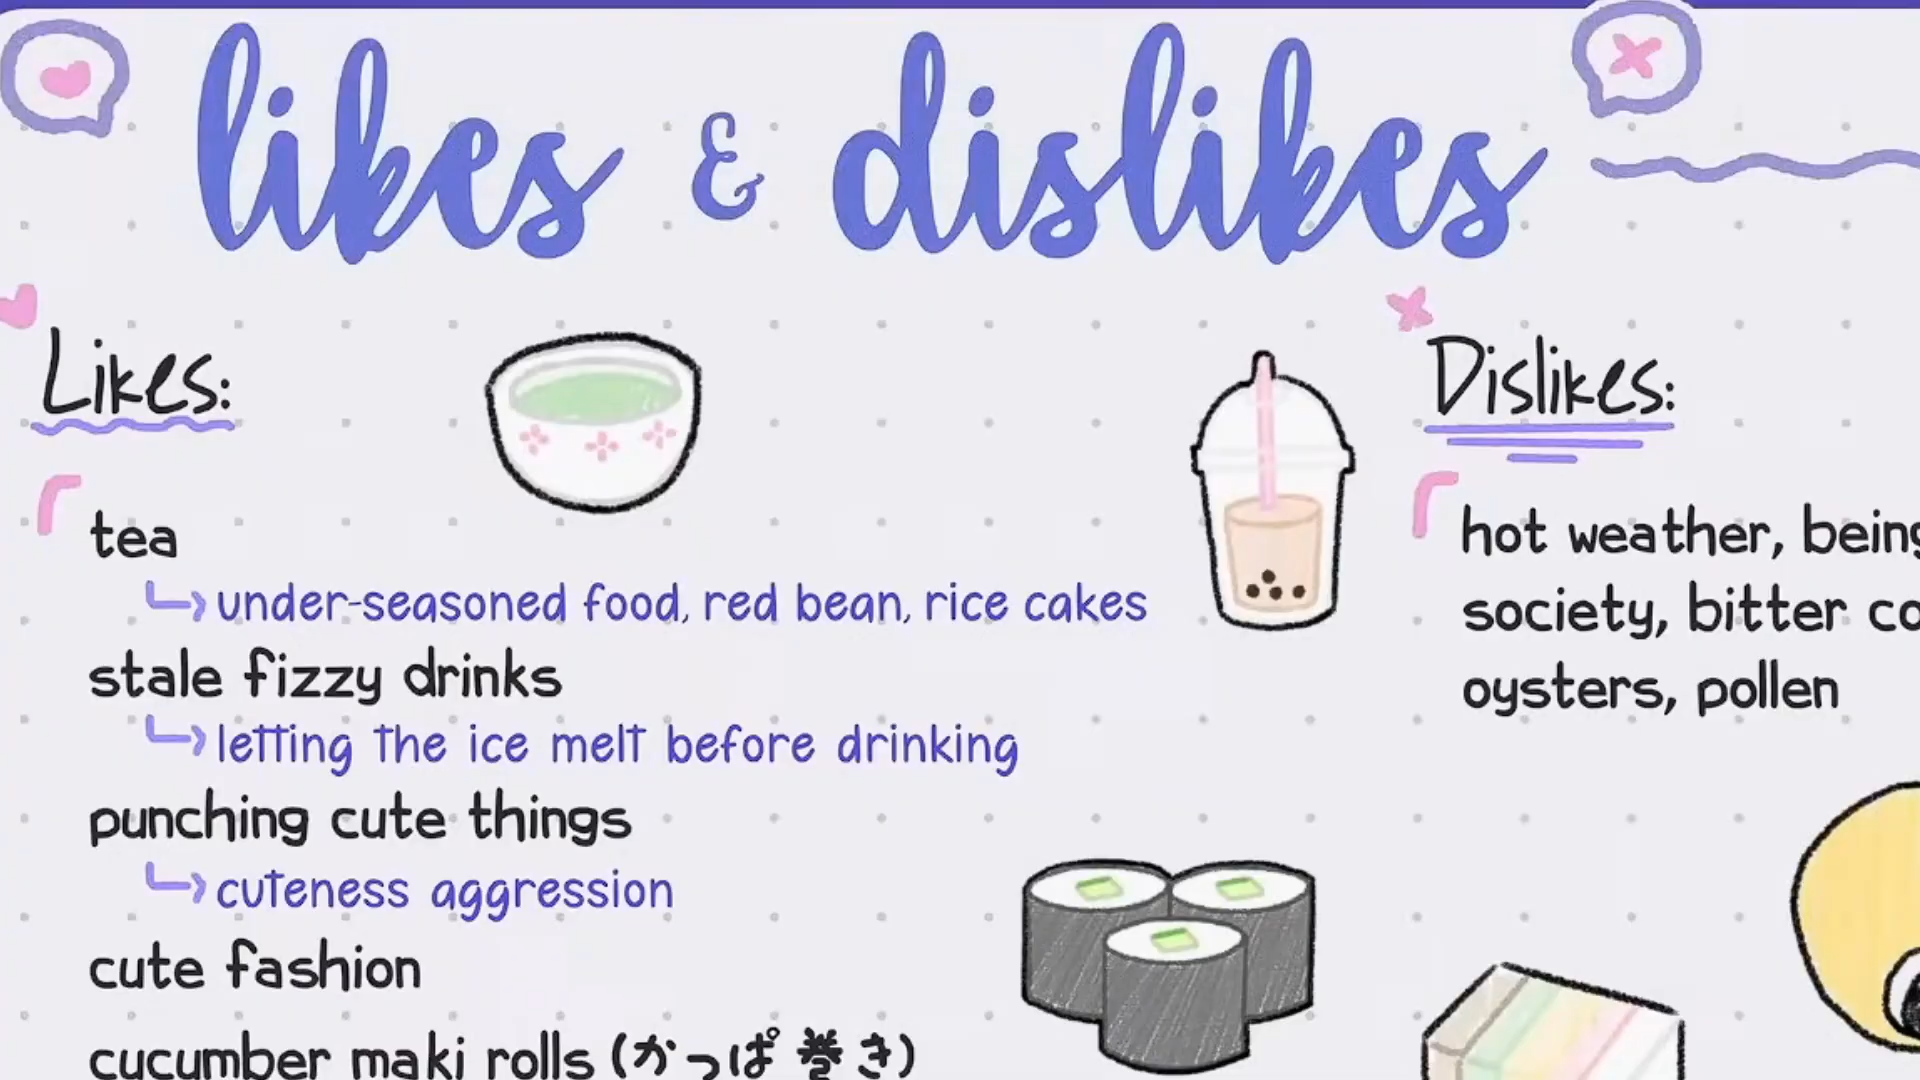 likes & dislikes
Likes:
tea
under-seasoned food, red bean, rice cakes
stale fizzy drinks
letting the ice melt before drinking
punching cute things
cuteness aggression
cute fashion
cucumber maki rolls (かっぱ巻き)
Dislikes:
hot weather, being
society, bitter
oysters, pollen